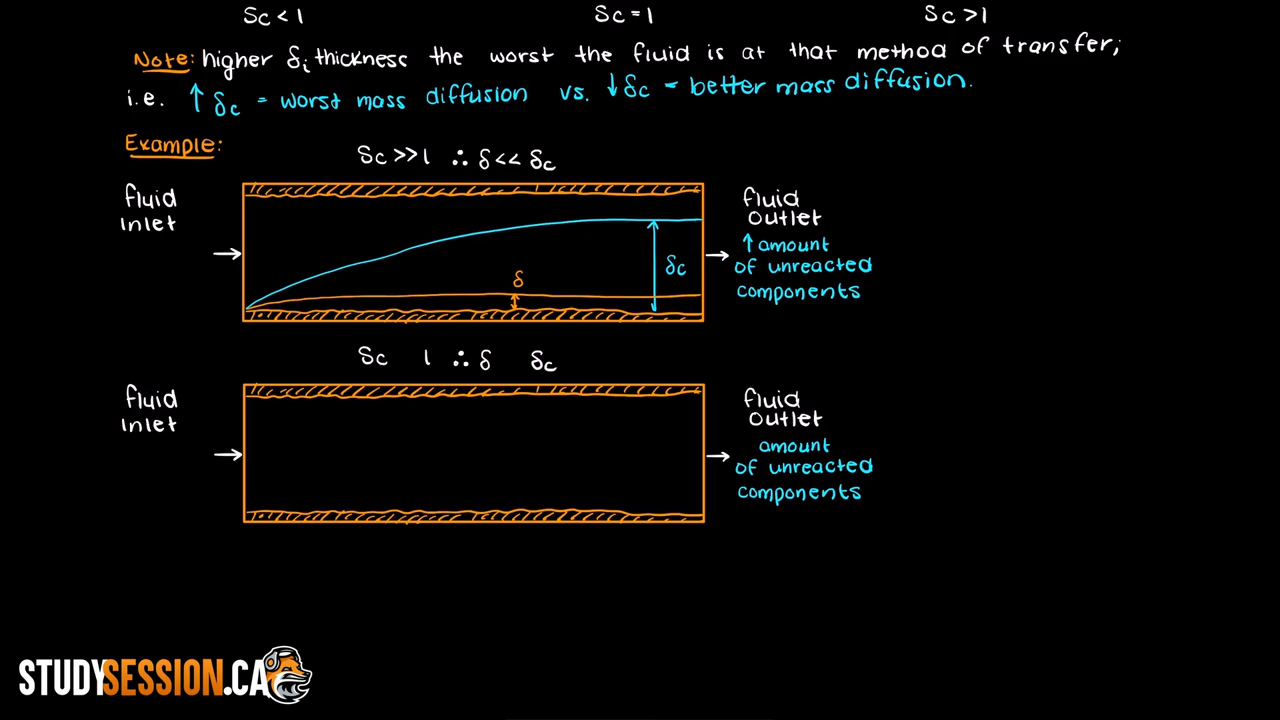 Sc < 1 Sc = 1 Sc > 1
Note: higher δi thickness the worst the fluid is at that method of transfer;
i.e. ↑ δc = worst mass diffusion vs. ↓ δc = better mass diffusion.
Example:
Sc >> 1 ∴ δ << δc
fluid
inlet
→
δ
δc
→
fluid
outlet
↑ amount
of unreacted
components
Sc 1 ∴ δ δc
fluid
inlet
→
→
fluid
outlet
amount
of unreacted
components
STUDYSESSION.CA